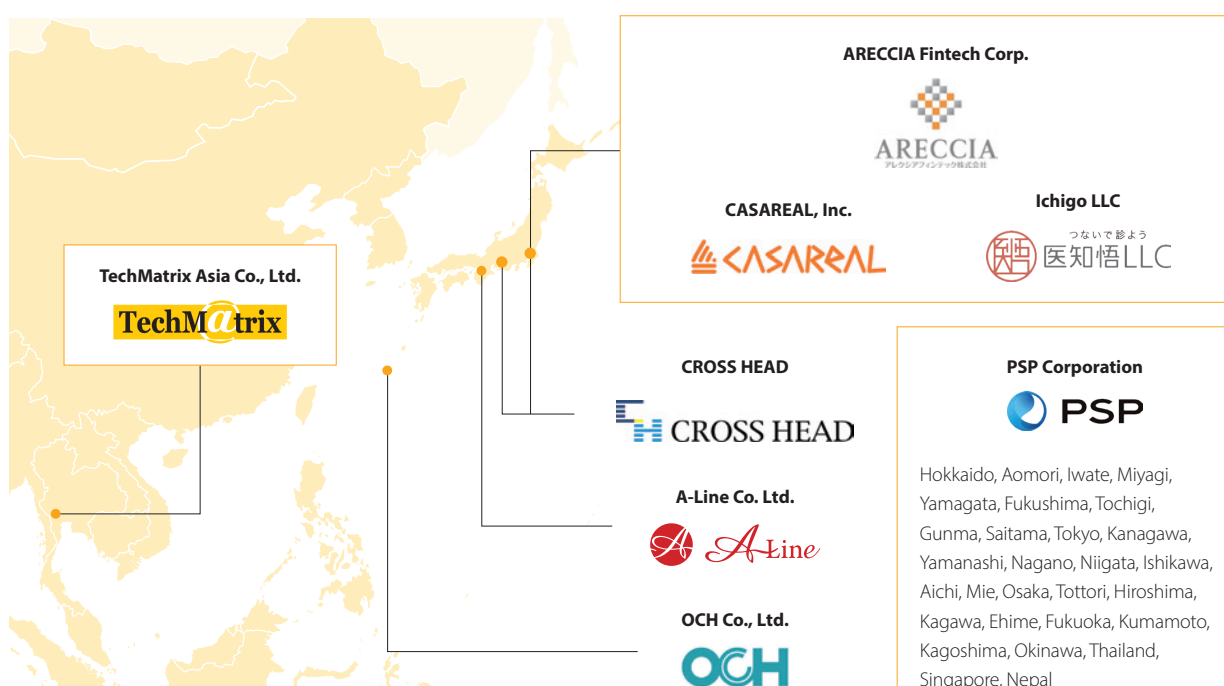 ARECCIA Fintech Corp.
ARECCIA
アレクシアフィンテック株式会社
CASAREAL, Inc.
CASAREAL
Ichigo LLC
つないで診よう
医知悟LLC
TechMatrix Asia Co., Ltd.
TechM@trix
CROSS HEAD
CROSS HEAD
A-Line Co. Ltd.
A A-Line
OCH Co., Ltd.
OCH
PSP Corporation
PSP
Hokkaido, Aomori, Iwate, Miyagi,
Yamagata, Fukushima, Tochigi,
Gunma, Saitama, Tokyo, Kanagawa,
Yamanashi, Nagano, Niigata, Ishikawa,
Aichi, Mie, Osaka, Tottori, Hiroshima,
Kagawa, Ehime, Fukuoka, Kumamoto,
Kagoshima, Okinawa, Thailand,
Singapore, Nepal